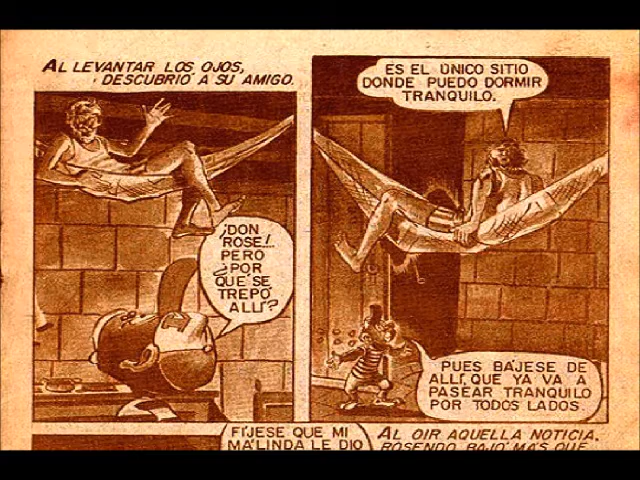 AL LEVANTAR LOS OJOS,
DESCUBRIÓ A SU AMIGO.
¡DON
ROSE!
PERO
¿POR
QUÉ SE
TREPÓ
ALLÍ?
ES EL ÚNICO SITIO
DONDE PUEDO DORMIR
TRANQUILO.
PUES BÁJESE DE
ALLÍ, QUE YA VA A
PASEAR TRANQUILO
POR TODOS LADOS.
FÍJESE QUE MI
MALINDA LE DIO
AL OIR AQUELLA NOTICIA,
ROSENDO BAJÓ MÁS QUE